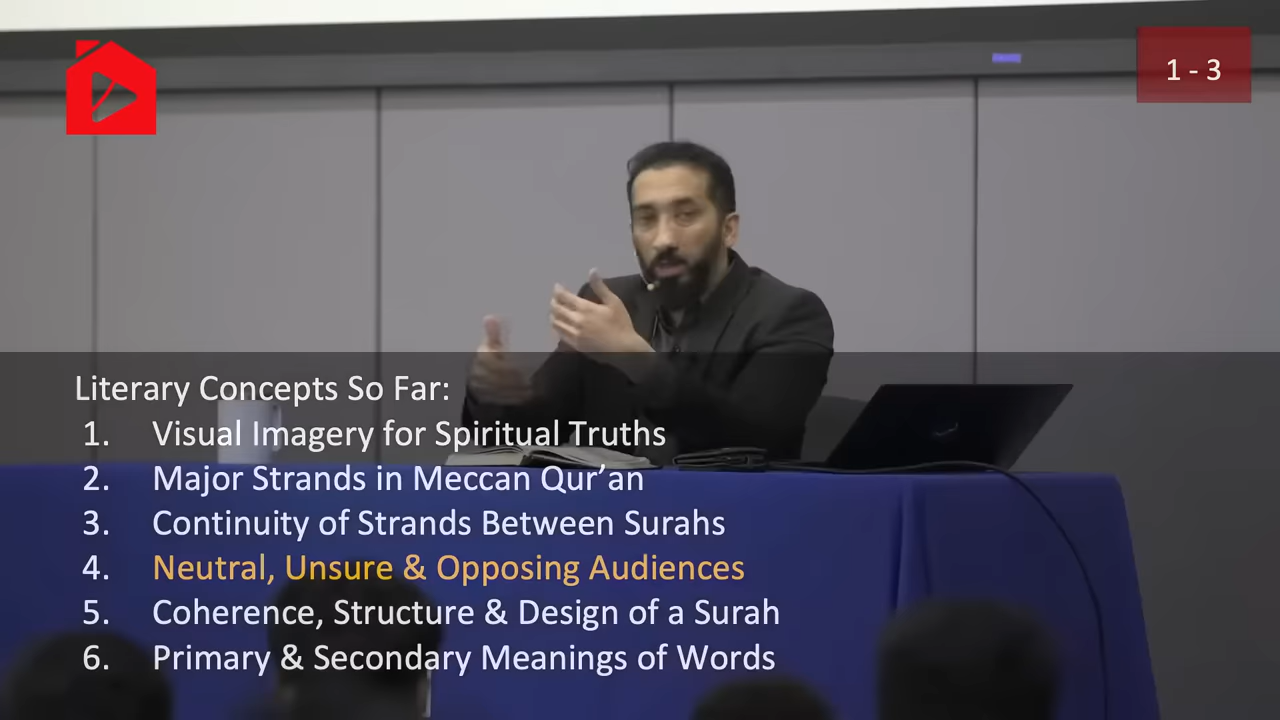 1 - 3
Literary Concepts So Far:
1. Visual Imagery for Spiritual Truths
2. Major Strands in Meccan Qur’an
3. Continuity of Strands Between Surahs
4. Neutral, Unsure & Opposing Audiences
5. Coherence, Structure & Design of a Surah
6. Primary & Secondary Meanings of Words